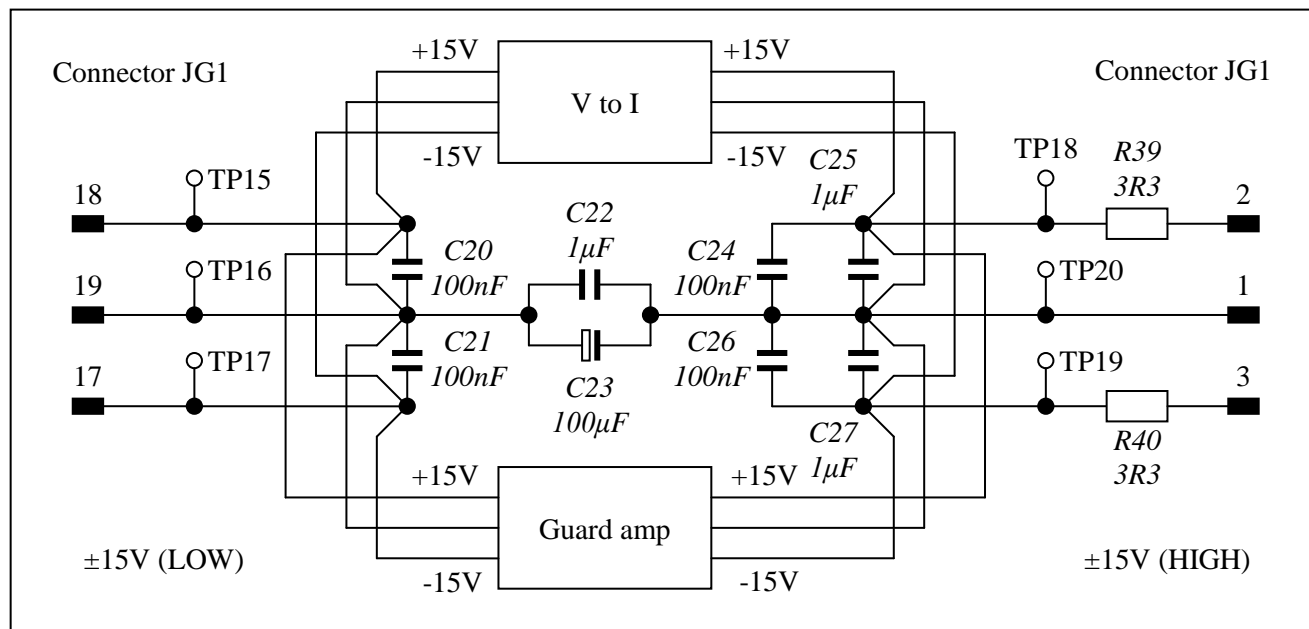 +15V
+15V
Connector JG1
Connector JG1
V to I
-15V
-15V
C25
1µF
TP18
R39
3R3
18
TP15
2
C22
1µF
C20
100nF
C24
100nF
19
TP16
TP20
1
C21
100nF
C26
100nF
17
TP17
TP19
3
C23
100µF
C27
1µF
R40
3R3
+15V
+15V
Guard amp
±15V (LOW)
±15V (HIGH)
-15V
-15V